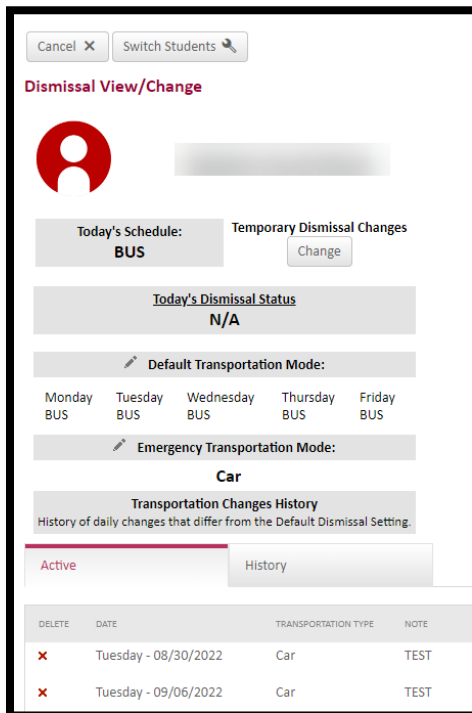 Cancel ✕ Switch Students
Dismissal View/Change
Today's Schedule:
BUS
Temporary Dismissal Changes
Change
Today's Dismissal Status
N/A
Default Transportation Mode:
Monday Tuesday Wednesday Thursday Friday
BUS BUS BUS BUS BUS
Emergency Transportation Mode:
Car
Transportation Changes History
History of daily changes that differ from the Default Dismissal Setting.
Active History
DELETE DATE TRANSPORTATION TYPE NOTE
✕ Tuesday - 08/30/2022 Car TEST
✕ Tuesday - 09/06/2022 Car TEST